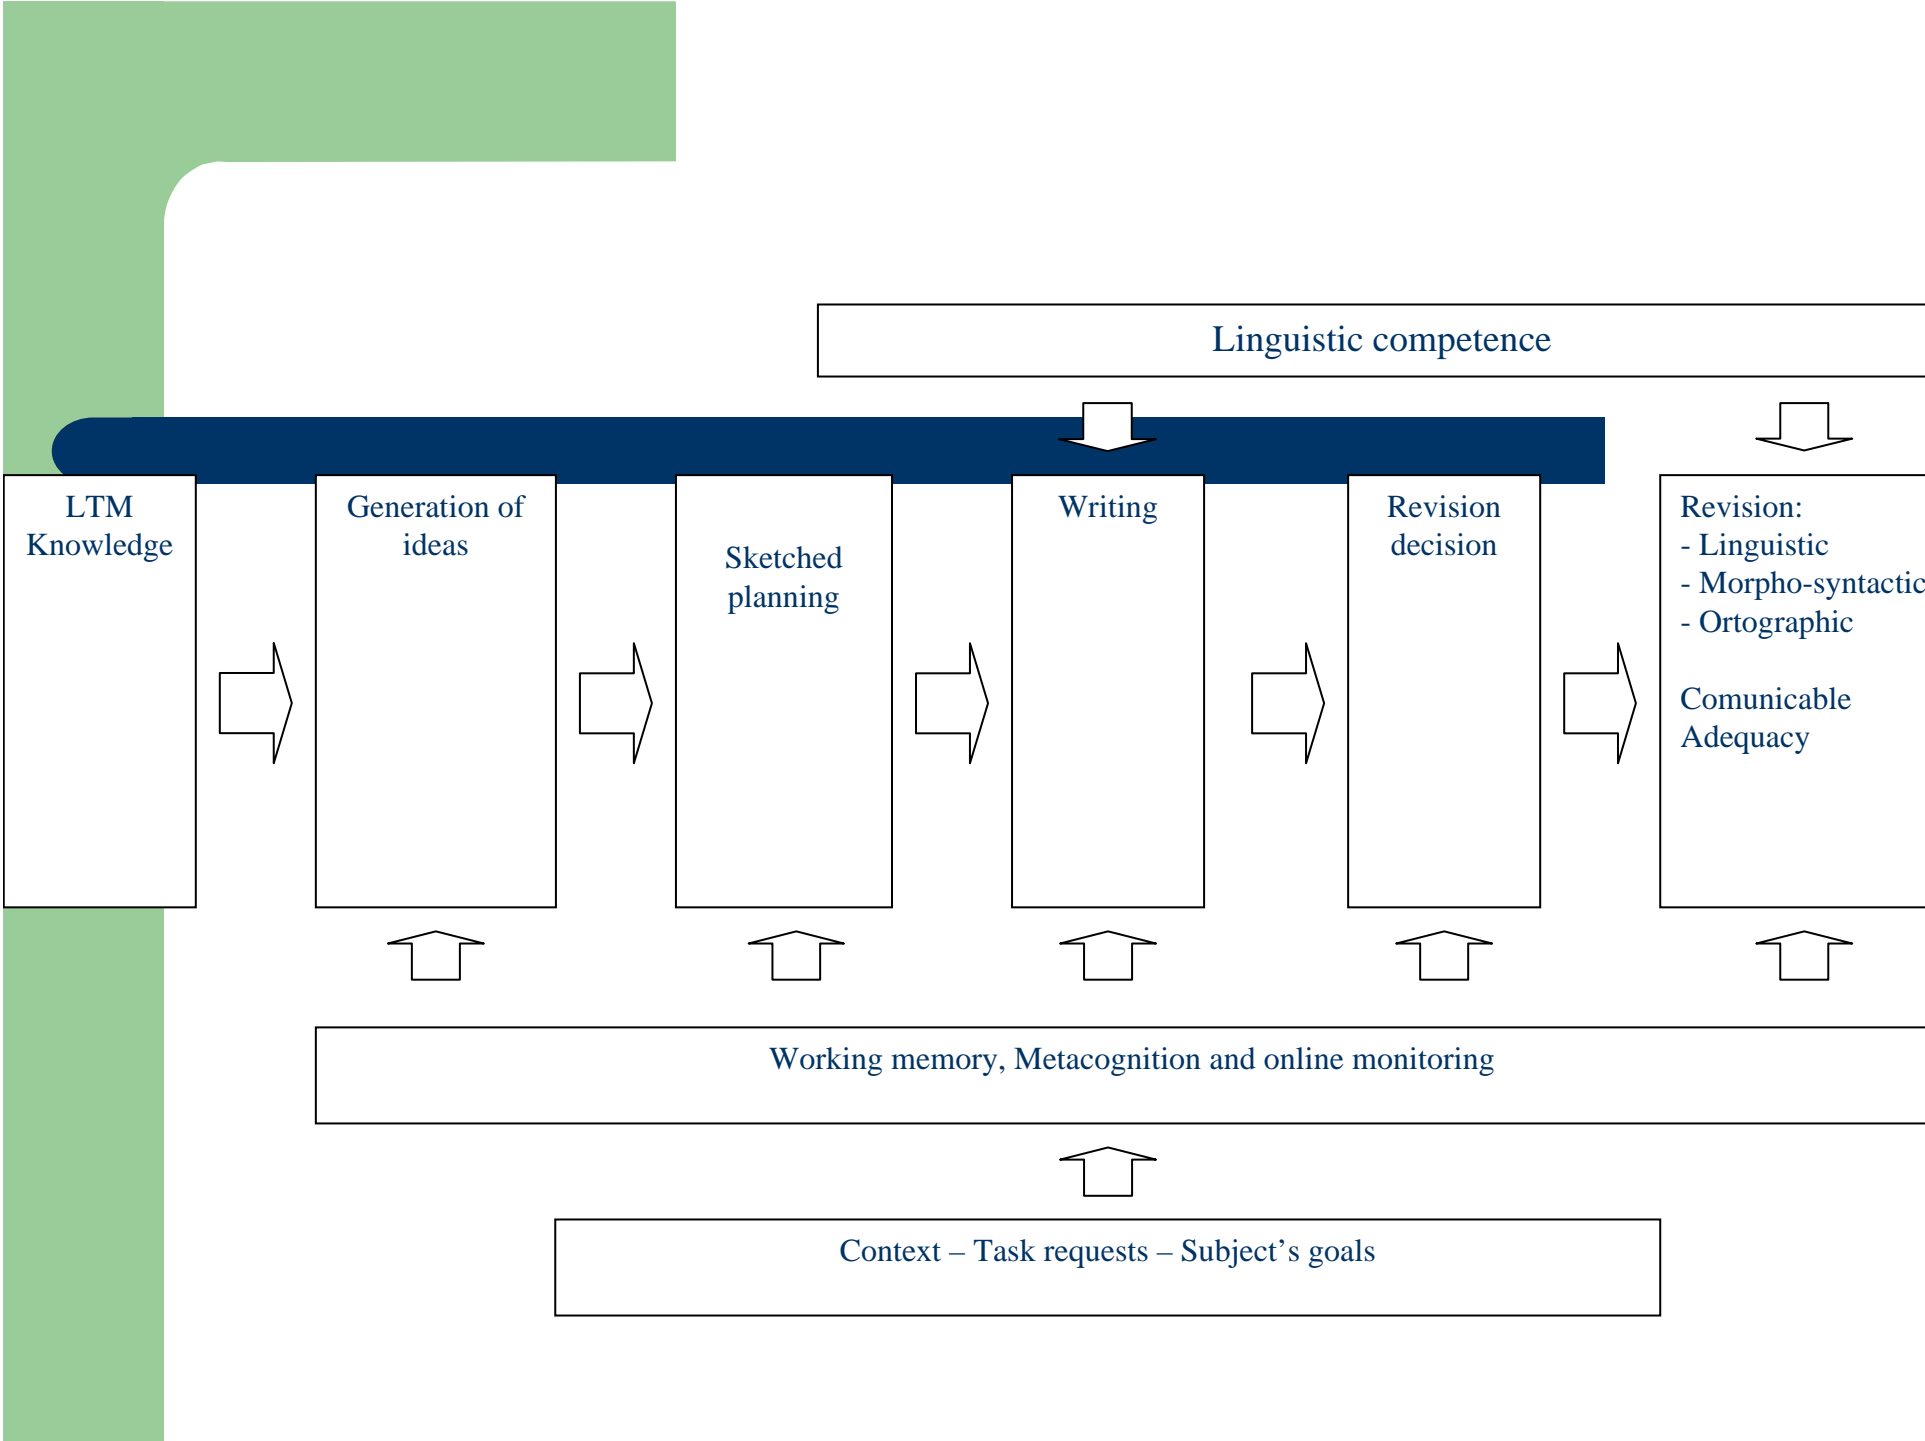 Linguistic competence
LTM
Knowledge
Generation of
ideas
Sketched
planning
Writing
Revision
decision
Revision:
- Linguistic
- Morpho-syntactic
- Ortographic
Comunicable
Adequacy
Working memory, Metacognition and online monitoring
Context – Task requests – Subject’s goals